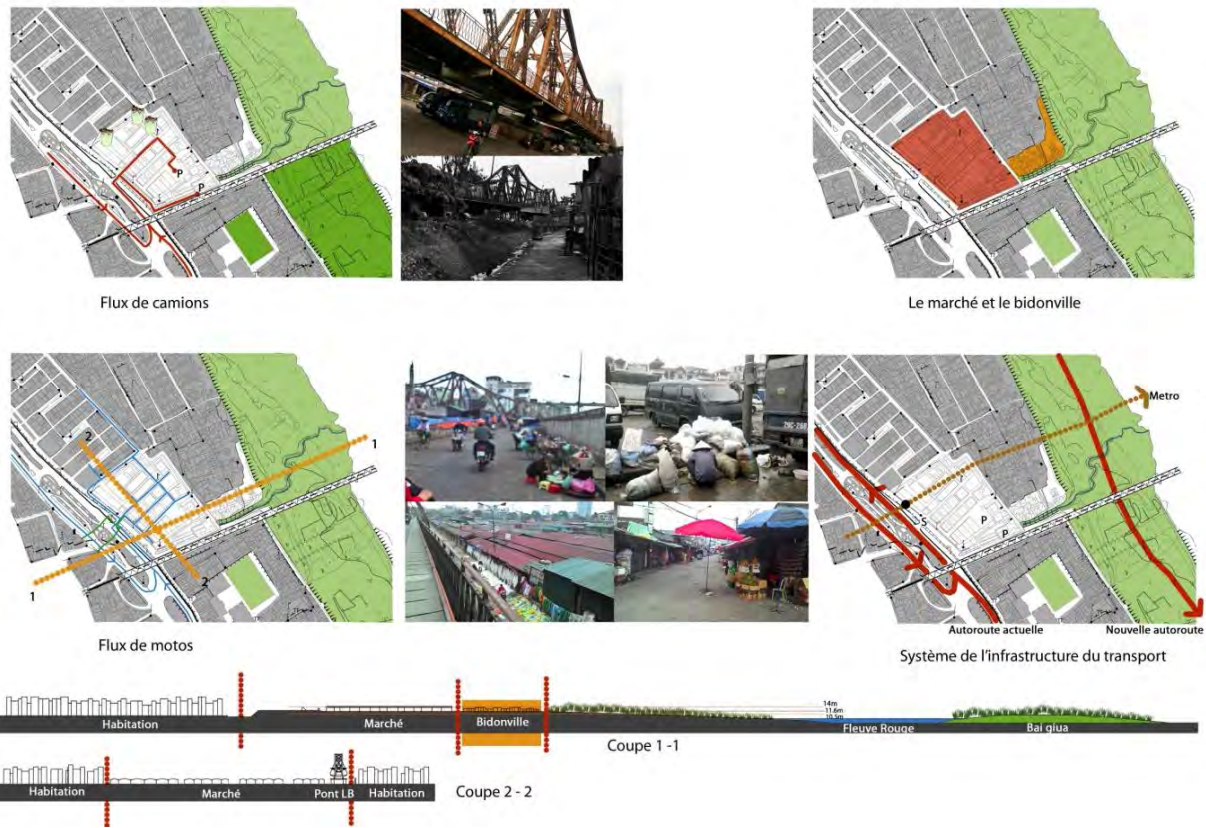 P
P
Flux de camions
Le marché et le bidonville
2
1
2
1
Flux de motos
Metro
S
P
P
Autoroute actuelle
Nouvelle autoroute
Système de l'infrastructure du transport
Habitation
Marché
Bidonville
14m
11.6m
10.5m
Fleuve Rouge
Bai giua
Coupe 1 -1
Habitation
Marché
Pont LB
Habitation
Coupe 2 - 2